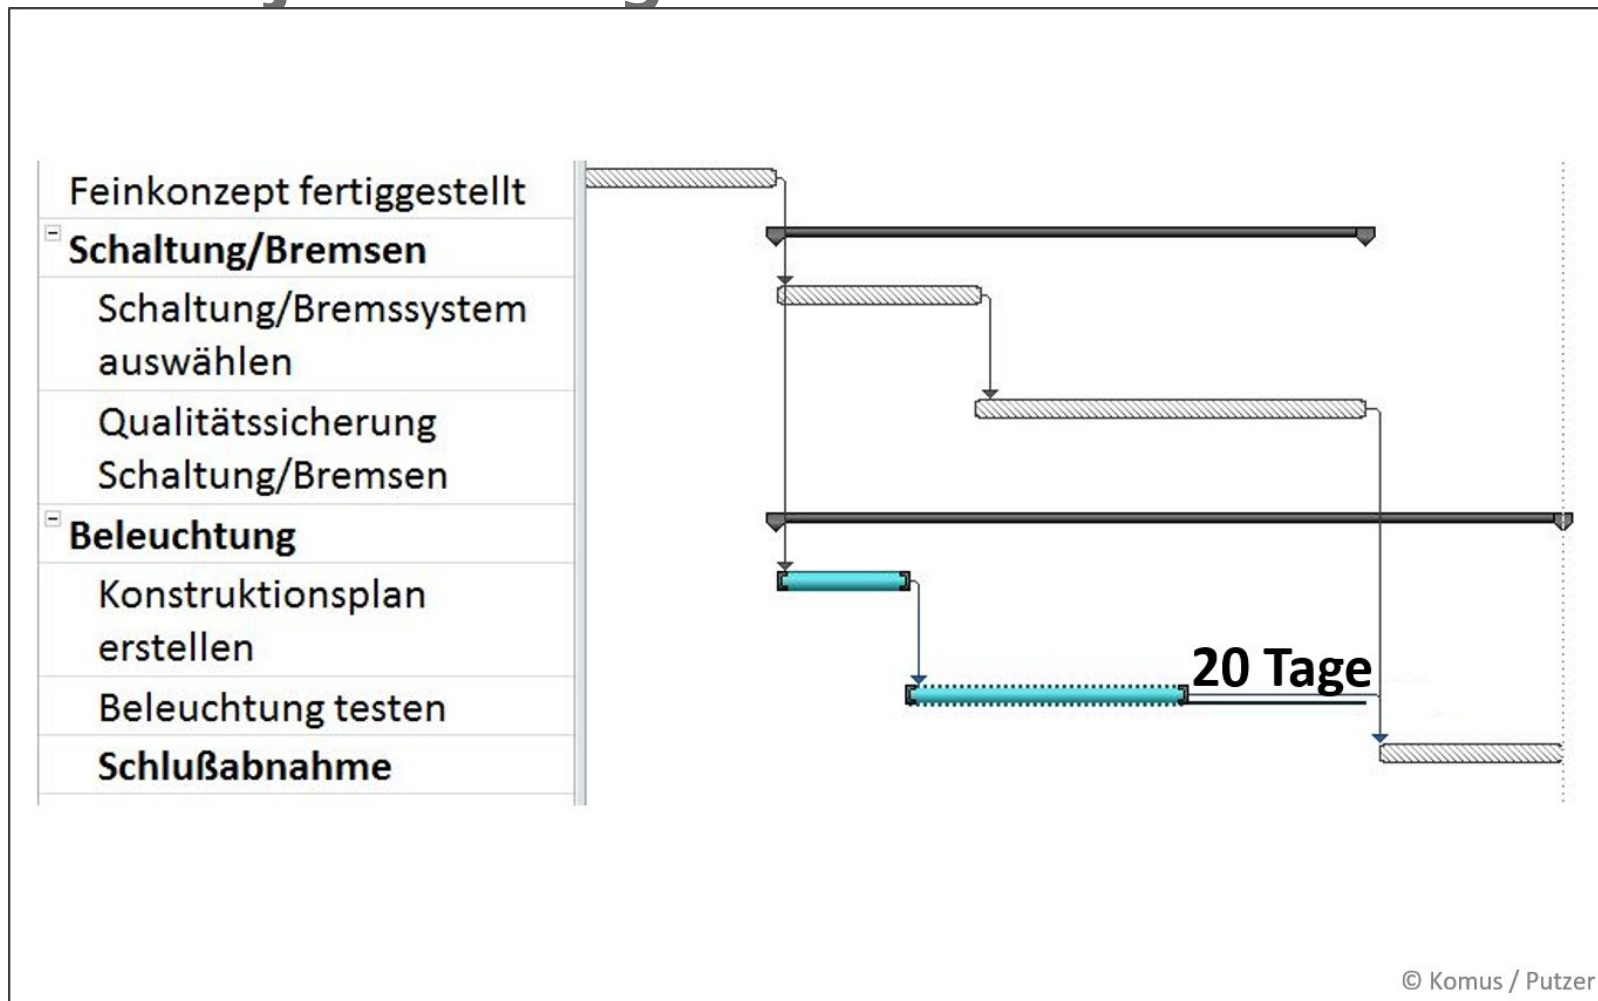 Feinkonzept fertiggestellt
Schaltung/Bremsen
Schaltung/Bremssystem
auswählen
Qualitätssicherung
Schaltung/Bremsen
Beleuchtung
Konstruktionsplan
erstellen
20 Tage
Beleuchtung testen
Schlußabnahme
© Komus / Putzer